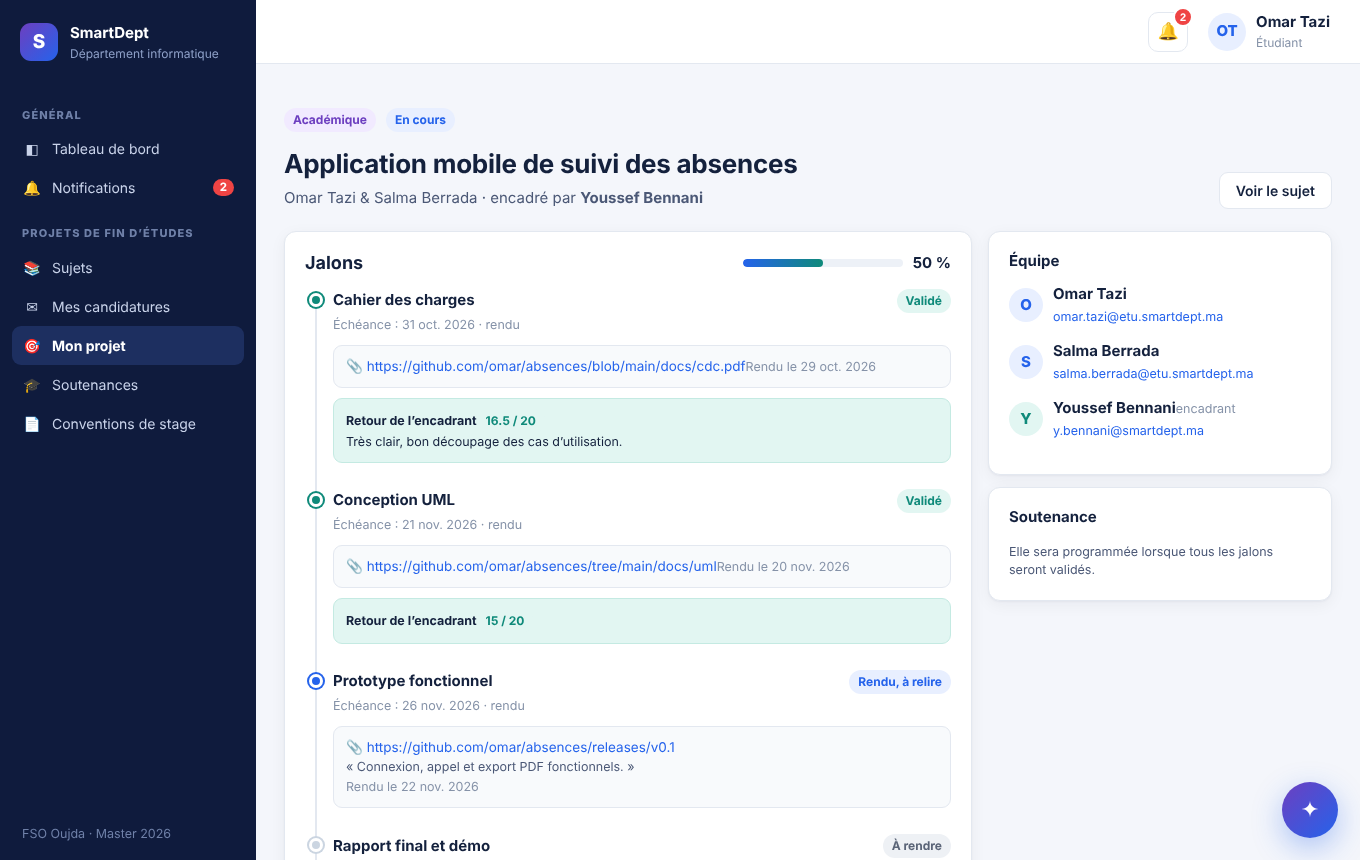 S
SmartDept
Département informatique
GÉNÉRAL
Tableau de bord
Notifications 2
PROJETS DE FIN D'ÉTUDES
Sujets
Mes candidatures
Mon projet
Soutenances
Conventions de stage
FSO Oujda · Master 2026
2
OT
Omar Tazi
Étudiant
Académique En cours
Application mobile de suivi des absences
Omar Tazi & Salma Berrada · encadré par Youssef Bennani
Voir le sujet
Jalons 50 %
Cahier des charges Validé
Échéance : 31 oct. 2026 · rendu
https://github.com/omar/absences/blob/main/docs/cdc.pdfRendu le 29 oct. 2026
Retour de l’encadrant 16.5 / 20
Très clair, bon découpage des cas d’utilisation.
Conception UML Validé
Échéance : 21 nov. 2026 · rendu
https://github.com/omar/absences/tree/main/docs/umlRendu le 20 nov. 2026
Retour de l’encadrant 15 / 20
Prototype fonctionnel Rendu, à relire
Échéance : 26 nov. 2026 · rendu
https://github.com/omar/absences/releases/v0.1
« Connexion, appel et export PDF fonctionnels. »
Rendu le 22 nov. 2026
Rapport final et démo À rendre
Équipe
O
Omar Tazi
omar.tazi@etu.smartdept.ma
S
Salma Berrada
salma.berrada@etu.smartdept.ma
Y
Youssef Bennaniencadrant
y.bennani@smartdept.ma
Soutenance
Elle sera programmée lorsque tous les jalons
seront validés.